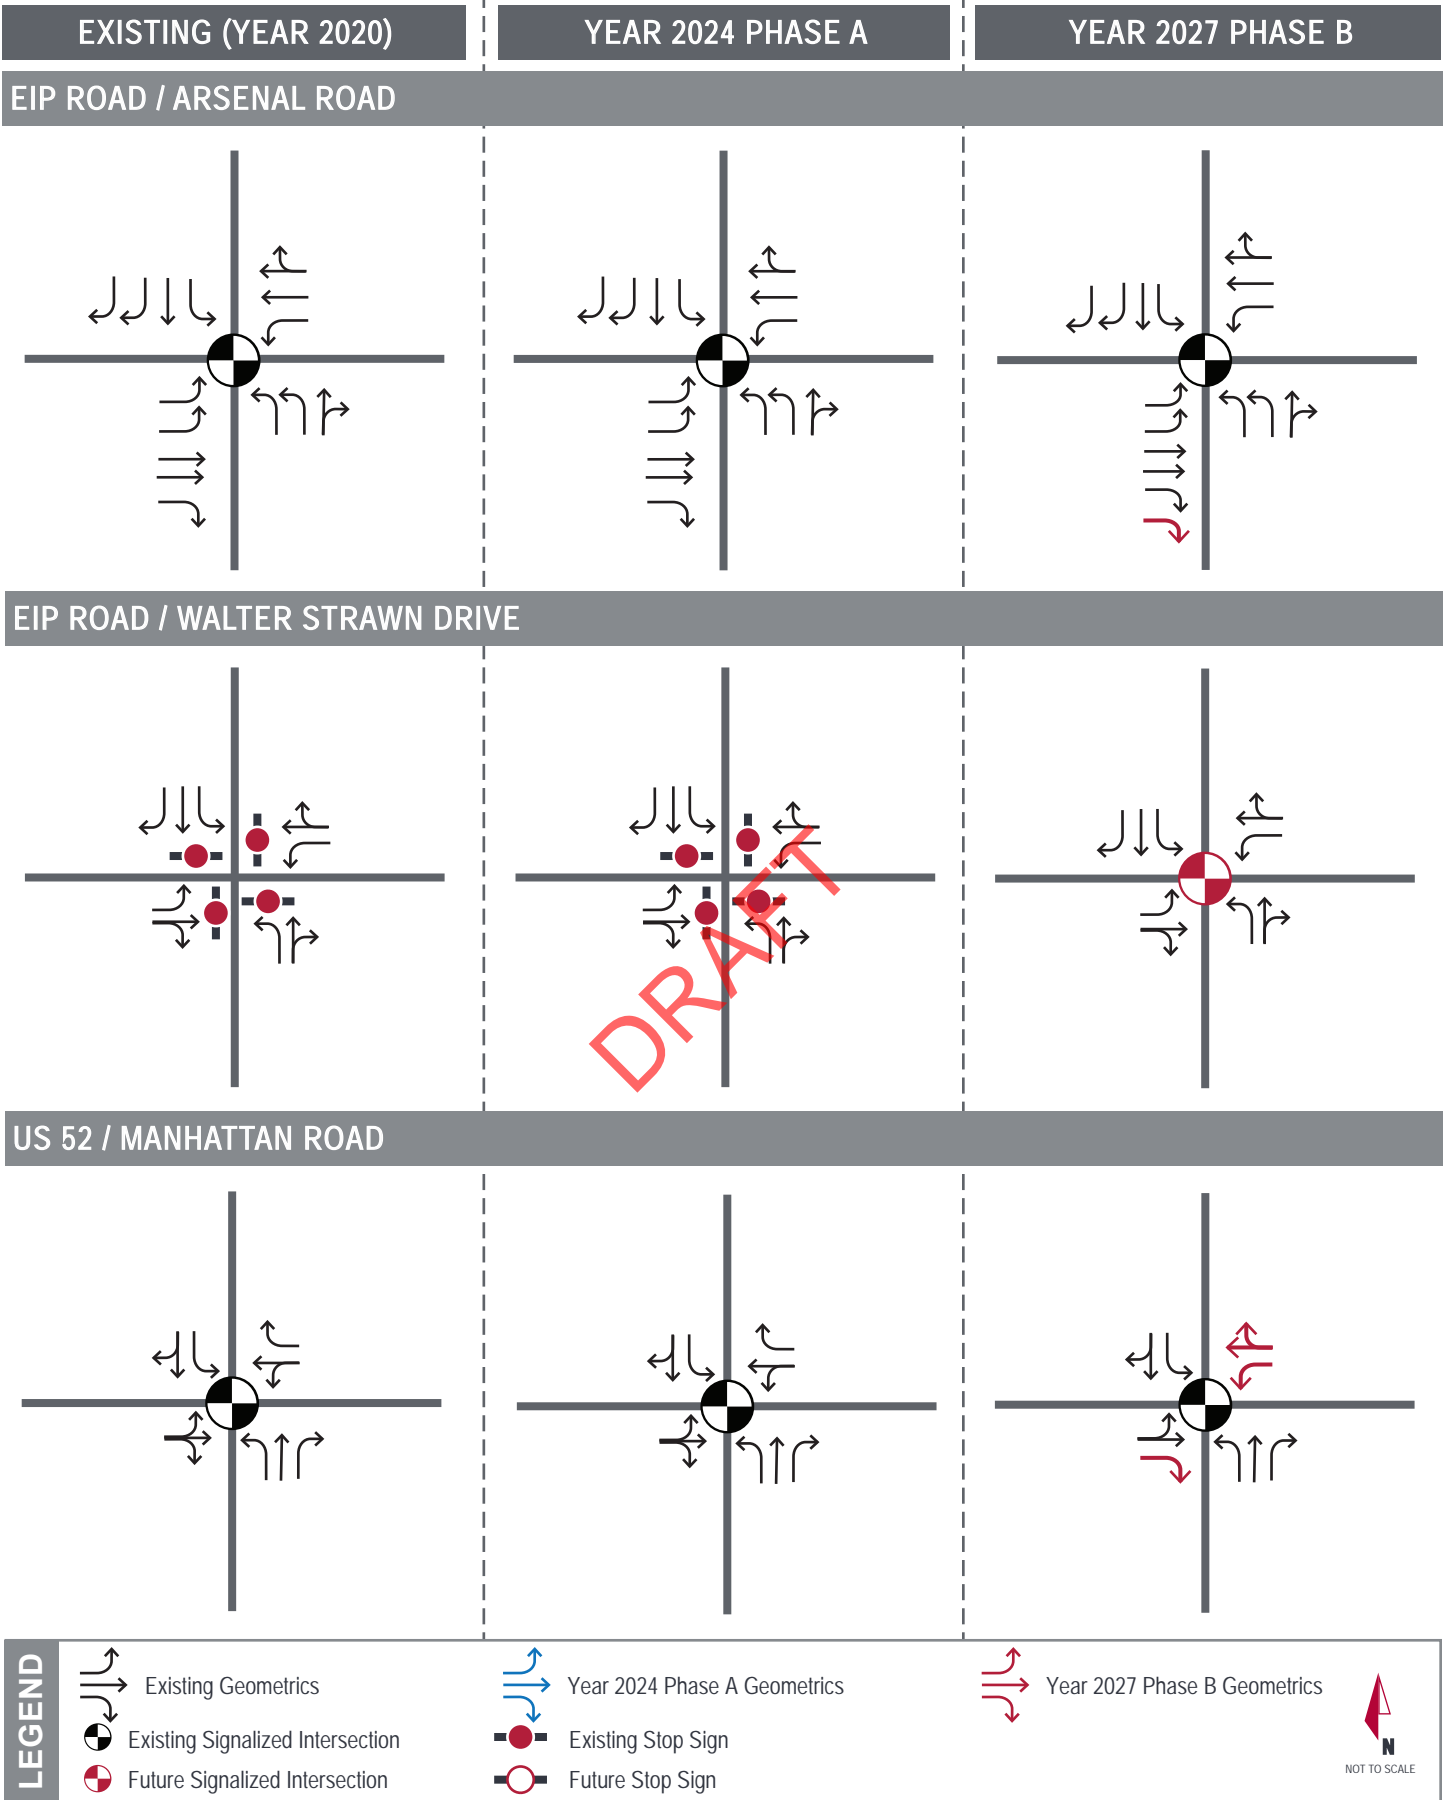 EXISTING (YEAR 2020)
YEAR 2024 PHASE A
YEAR 2027 PHASE B
EIP ROAD / ARSENAL ROAD
EIP ROAD / WALTER STRAWN DRIVE
DRAFT
US 52 / MANHATTAN ROAD
LEGEND
Existing Geometrics
Year 2024 Phase A Geometrics
Year 2027 Phase B Geometrics
Existing Signalized Intersection
Existing Stop Sign
Future Signalized Intersection
Future Stop Sign
N
NOT TO SCALE